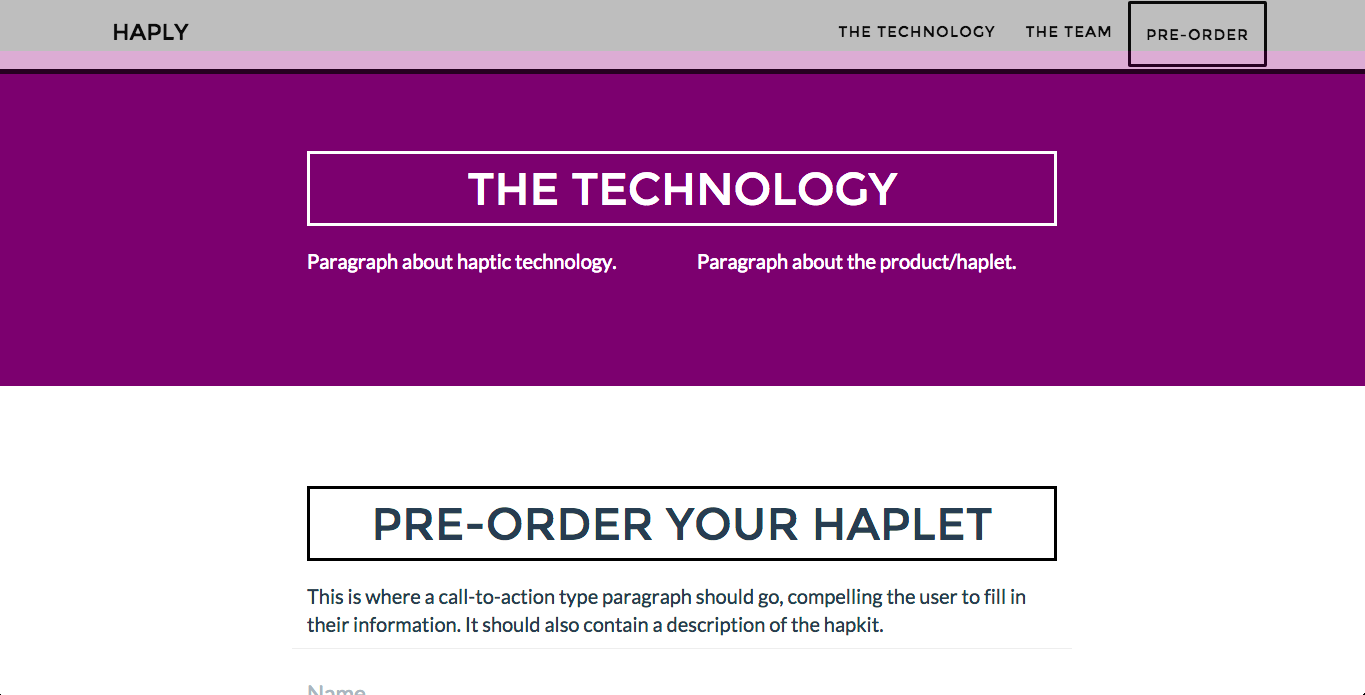 HAPLY
THE TECHNOLOGY
THE TEAM
PRE-ORDER
THE TECHNOLOGY
Paragraph about haptic technology.
Paragraph about the product/haplet.
PRE-ORDER YOUR HAPLET
This is where a call-to-action type paragraph should go, compelling the user to fill in
their information. It should also contain a description of the hapkit.
Name